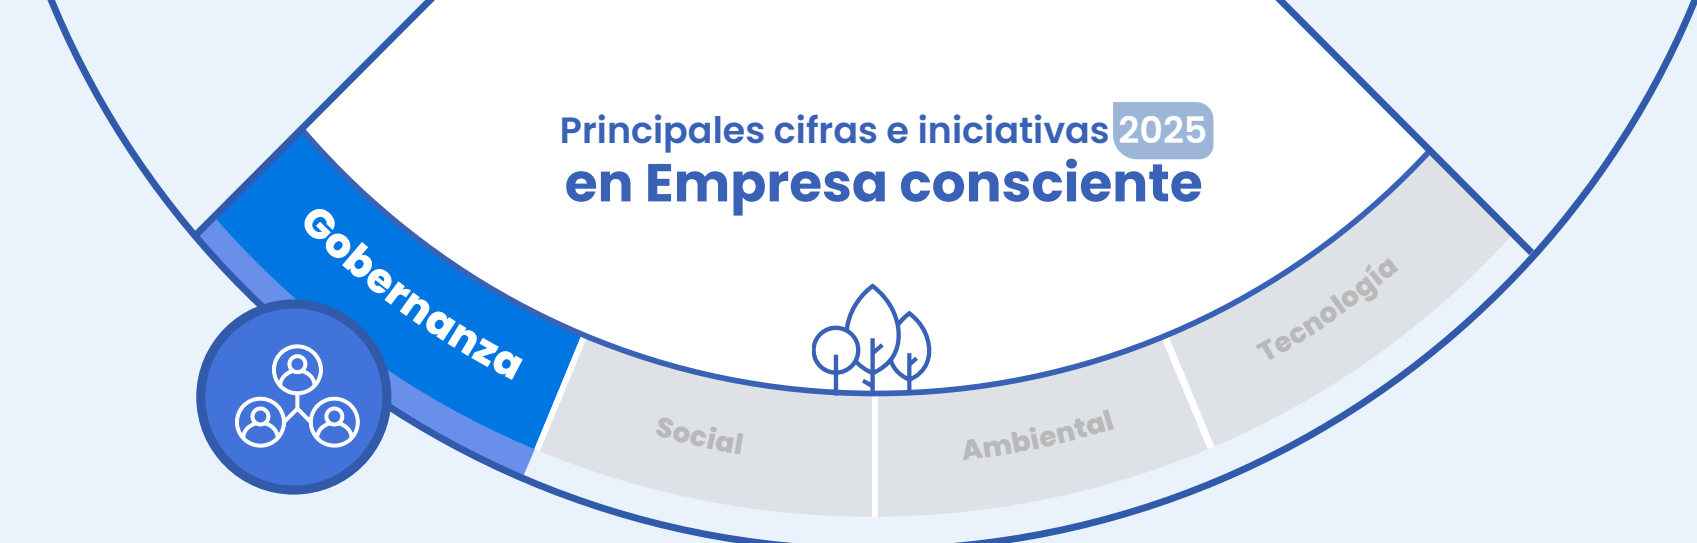 Principales cifras e iniciativas 2025
en Empresa consciente
Gobernanza
Social
Ambiental
Tecnología